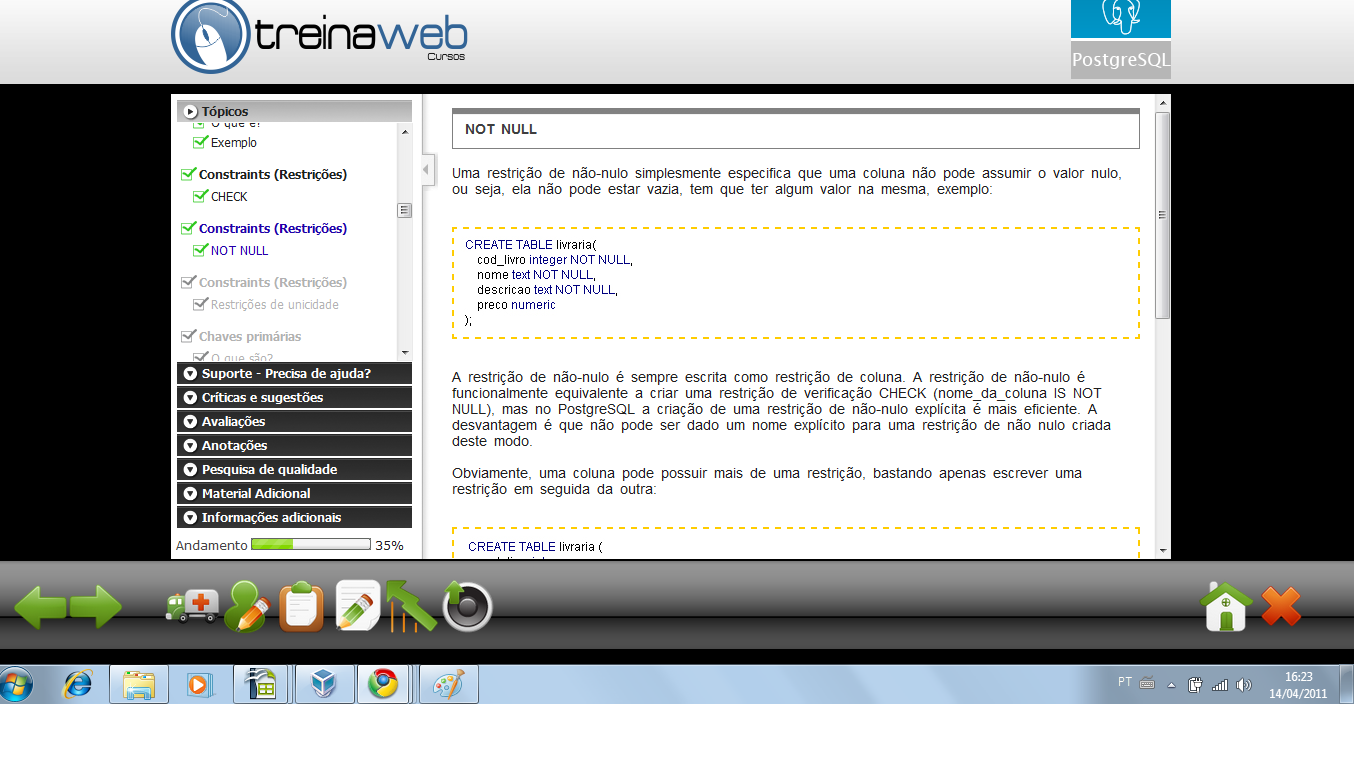 treinaweb
Cursos
PostgreSQL
Tópicos
O que é?
Exemplo
Constraints (Restrições)
CHECK
Constraints (Restrições)
NOT NULL
Constraints (Restrições)
Restrições de unicidade
Chaves primárias
O que são?
Suporte - Precisa de ajuda?
Críticas e sugestões
Avaliações
Anotações
Pesquisa de qualidade
Material Adicional
Informações adicionais
Andamento 35%
NOT NULL
Uma restrição de não-nulo simplesmente especifica que uma coluna não pode assumir o valor nulo,
ou seja, ela não pode estar vazia, tem que ter algum valor na mesma, exemplo:
CREATE TABLE livraria(
cod_livro integer NOT NULL,
nome text NOT NULL,
descricao text NOT NULL,
preco numeric
);
A restrição de não-nulo é sempre escrita como restrição de coluna. A restrição de não-nulo é
funcionalmente equivalente a criar uma restrição de verificação CHECK (nome_da_coluna IS NOT
NULL), mas no PostgreSQL a criação de uma restrição de não-nulo explícita é mais eficiente. A
desvantagem é que não pode ser dado um nome explícito para uma restrição de não nulo criada
deste modo.
Obviamente, uma coluna pode possuir mais de uma restrição, bastando apenas escrever uma
restrição em seguida da outra:
CREATE TABLE livraria (
PT
16:23
14/04/2011